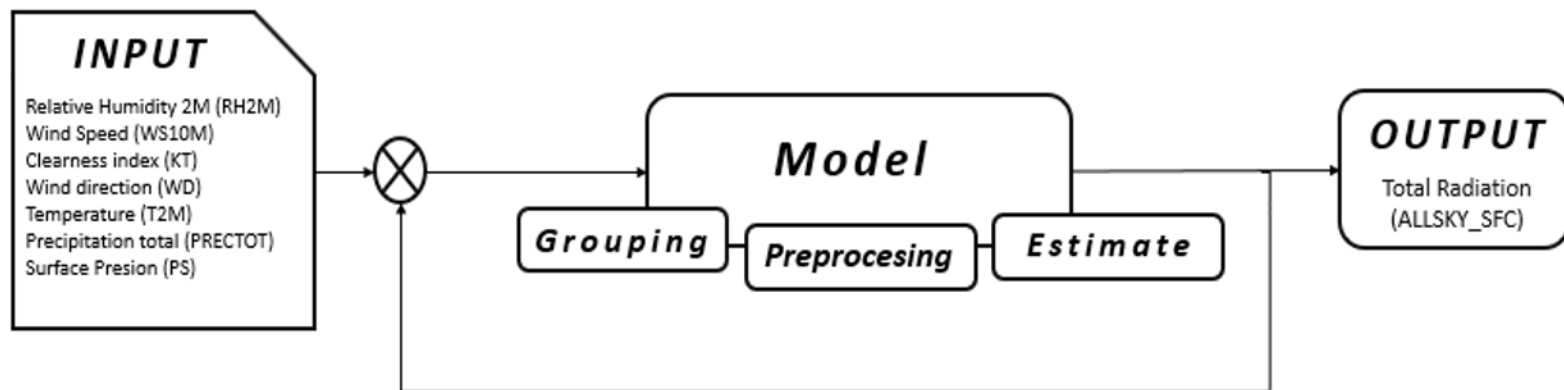 INPUT
Relative Humidity 2M (RH2M)
Wind Speed (WS10M)
Clearness index (KT)
Wind direction (WD)
Temperature (T2M)
Precipitation total (PRECTOT)
Surface Presion (PS)
Model
Grouping
Preprocesing
Estimate
OUTPUT
Total Radiation
(ALLSKY_SFC)